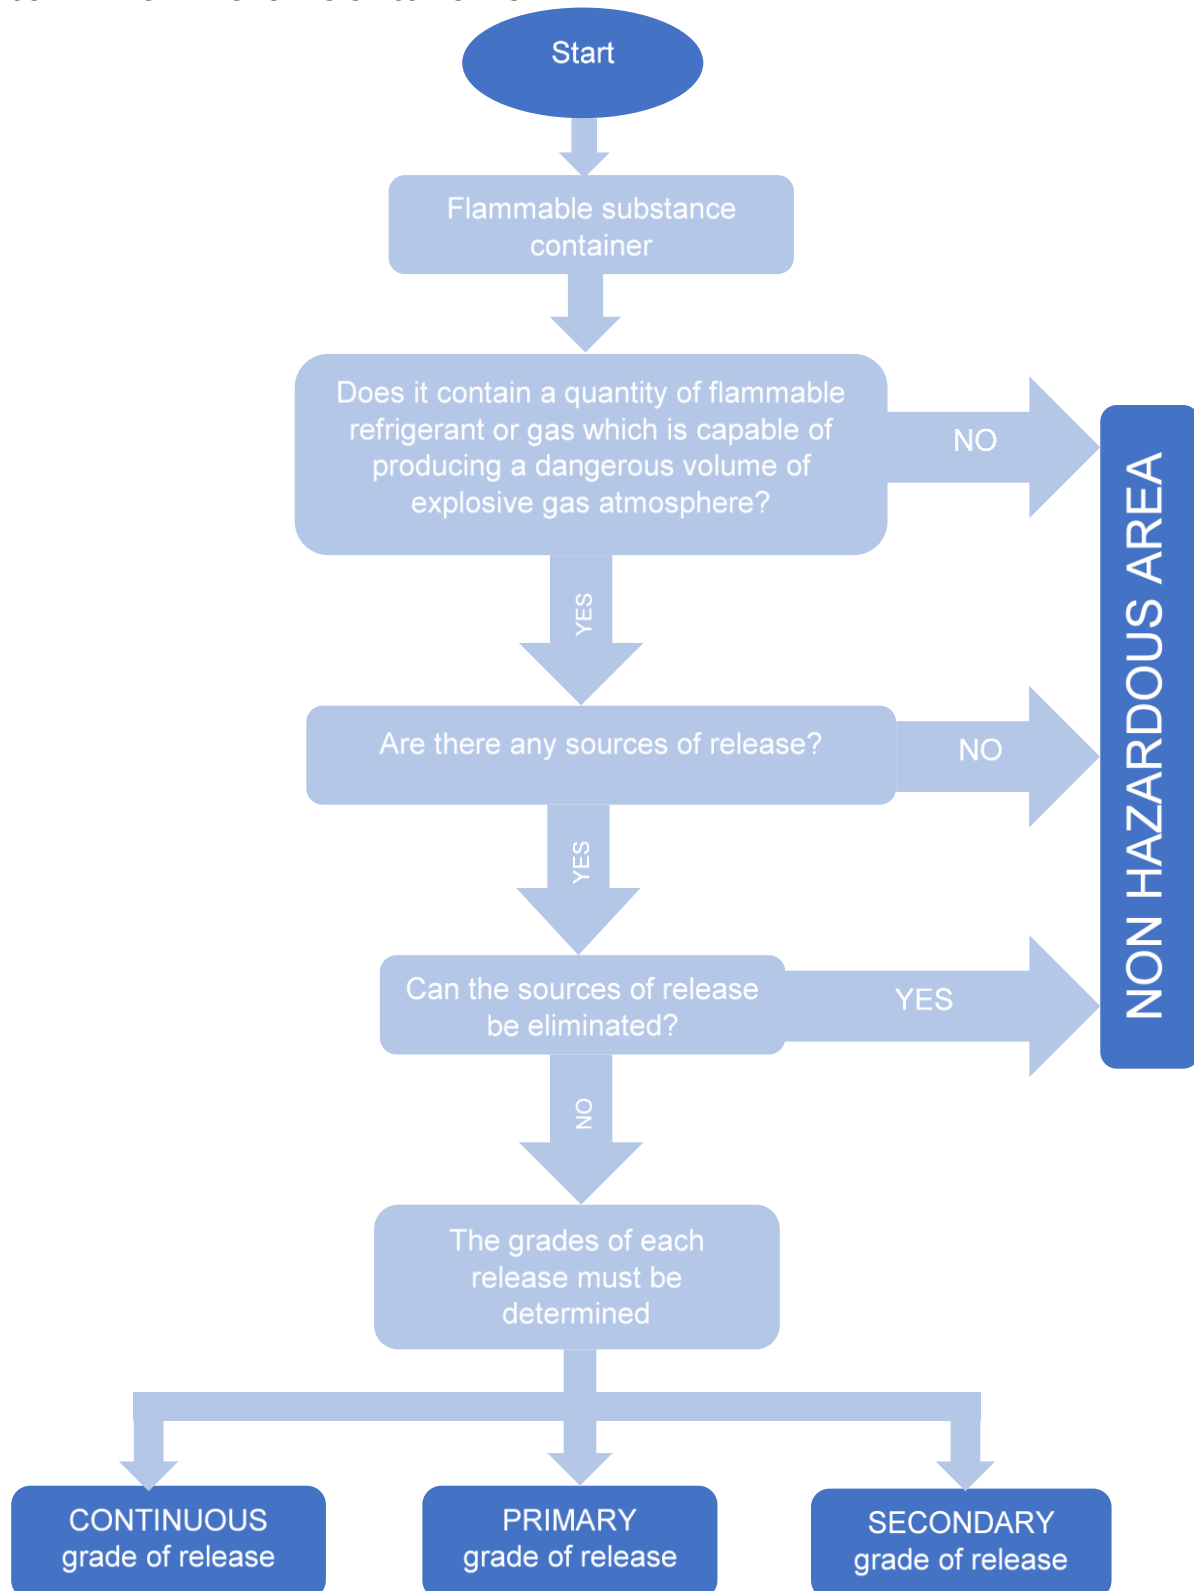 Start
Flammable substance
container
Does it contain a quantity of flammable
refrigerant or gas which is capable of
producing a dangerous volume of
explosive gas atmosphere?
NO
YES
Are there any sources of release?
NO
YES
Can the sources of release
be eliminated?
YES
NO
NON HAZARDOUS AREA
The grades of each
release must be
determined
CONTINUOUS
grade of release
PRIMARY
grade of release
SECONDARY
grade of release